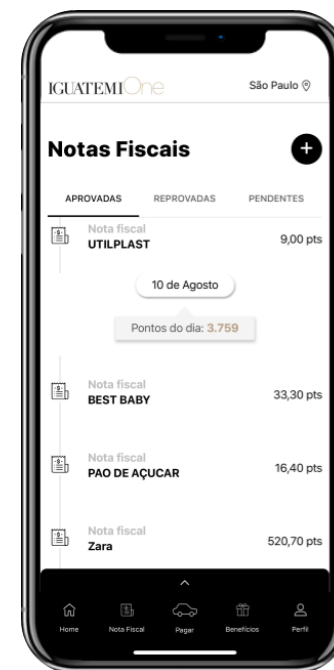 IGUATEMI One
São Paulo
Notas Fiscais
+
APROVADAS REPROVADAS PENDENTES
Nota fiscal
UTILPLAST
9,00 pts
10 de Agosto
Pontos do dia: 3.759
Nota fiscal
BEST BABY
33,30 pts
Nota fiscal
PAO DE AÇUCAR
16,40 pts
Nota fiscal
Zara
520,70 pts
Home Nota Fiscal Pagar Benefícios Perfil